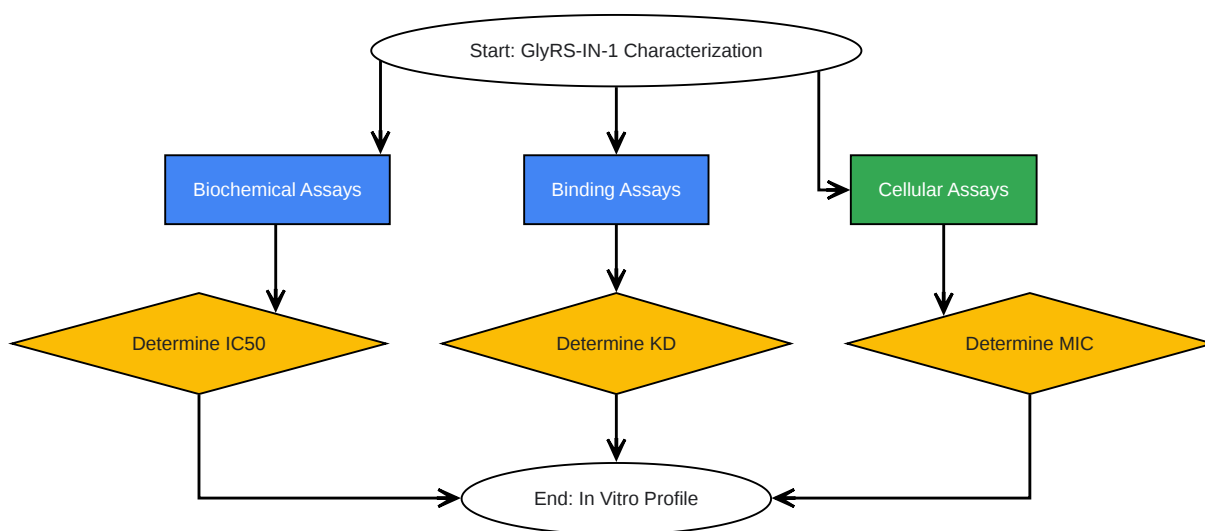 Start: GlyRS-IN-1 Characterization
Biochemical Assays
Binding Assays
Cellular Assays
Determine IC50
Determine KD
Determine MIC
End: In Vitro Profile